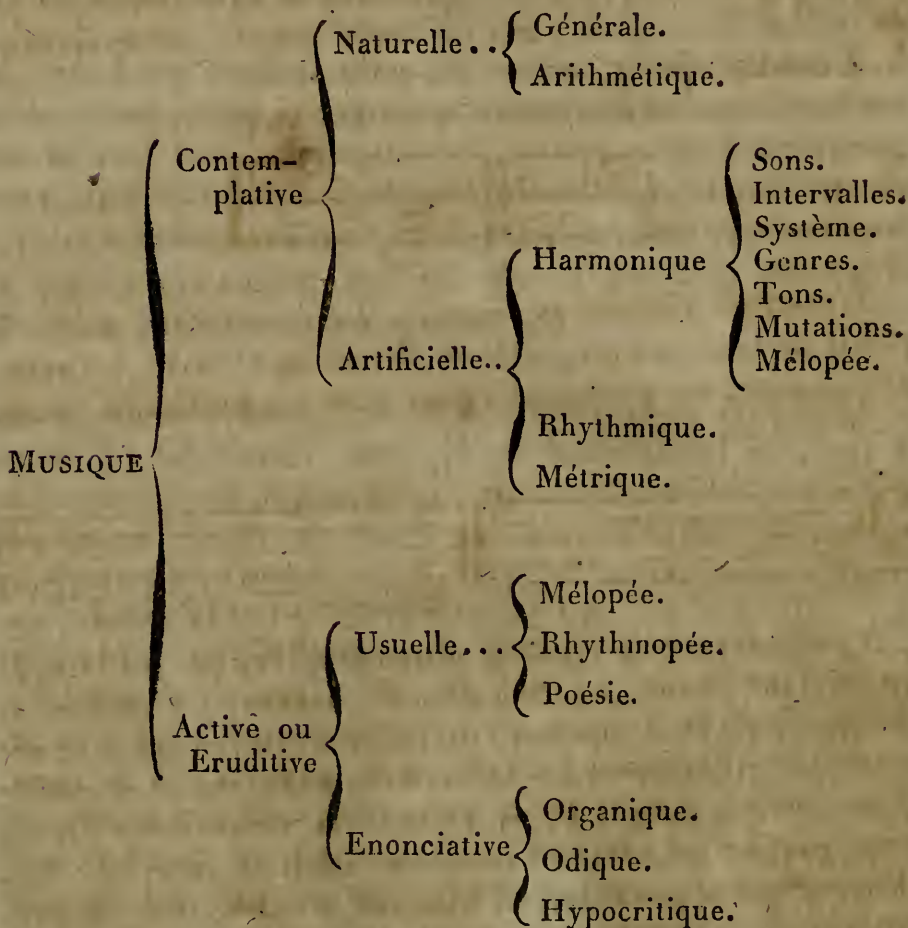 Naturelle.. Générale.
Arithmétique.
Contem-
plative
Sons.
Intervalles.
Système.
Harmonique Genres.
Tons.
Mutations.
Artificielle.. Mélopée.
Rhythmique.
MUSIQUE
Métrique.
Mélopée.
Usuelle... Rhythmopée.
Poésie.
Active ou
Eruditive
Organique.
Enonciative Odique.
Hypocritique.